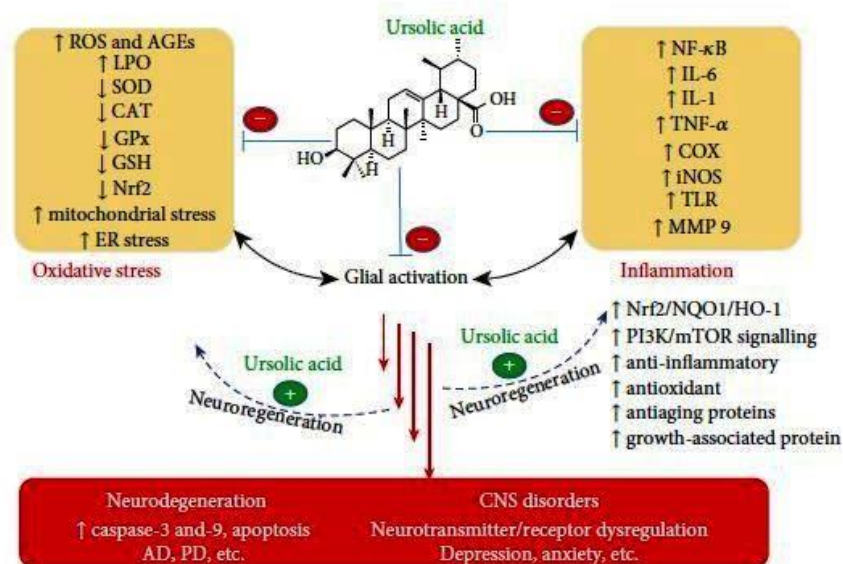 Ursolic acid
↑ ROS and AGEs
↑ LPO
↓ SOD
↓ CAT
↓ GPx
↓ GSH
↓ Nrf2
↑ mitochondrial stress
↑ ER stress
Oxidative stress
−
HO
H
H
H
OH
O
−
↑ NF-κB
↑ IL-6
↑ IL-1
↑ TNF-α
↑ COX
↑ iNOS
↑ TLR
↑ MMP 9
Inflammation
−
Glial activation
Ursolic acid
+
Neuroregeneration
Ursolic acid
+
Neuroregeneration
↑ Nrf2/NQO1/HO-1
↑ PI3K/mTOR signalling
↑ anti-inflammatory
↑ antioxidant
↑ antiaging proteins
↑ growth-associated protein
Neurodegeneration
↑ caspase-3 and-9, apoptosis
AD, PD, etc.
CNS disorders
Neurotransmitter/receptor dysregulation
Depression, anxiety, etc.